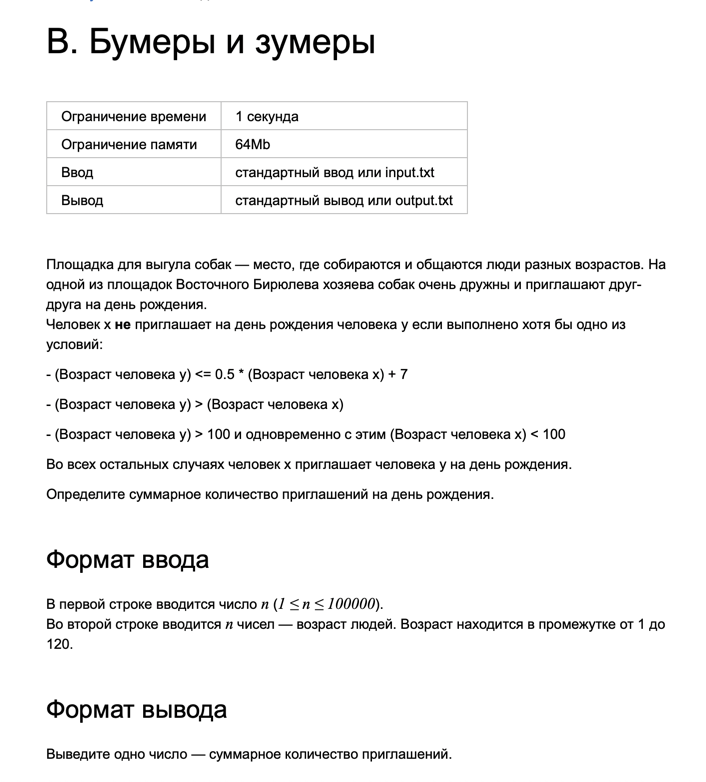 B. Бумеры и зумеры
Ограничение времени 1 секунда
Ограничение памяти 64Mb
Ввод стандартный ввод или input.txt
Вывод стандартный вывод или output.txt
Площадка для выгула собак — место, где собираются и общаются люди разных возрастов. На
одной из площадок Восточного Бирюлева хозяева собак очень дружны и приглашают друг-
друга на день рождения.
Человек x не приглашает на день рождения человека y если выполнено хотя бы одно из
условий:
- (Возраст человека y) <= 0.5 * (Возраст человека x) + 7
- (Возраст человека y) > (Возраст человека x)
- (Возраст человека y) > 100 и одновременно с этим (Возраст человека x) < 100
Во всех остальных случаях человек x приглашает человека y на день рождения.
Определите суммарное количество приглашений на день рождения.
Формат ввода
В первой строке вводится число n (1 ≤ n ≤ 100000).
Во второй строке вводится n чисел — возраст людей. Возраст находится в промежутке от 1 до
120.
Формат вывода
Выведите одно число — суммарное количество приглашений.